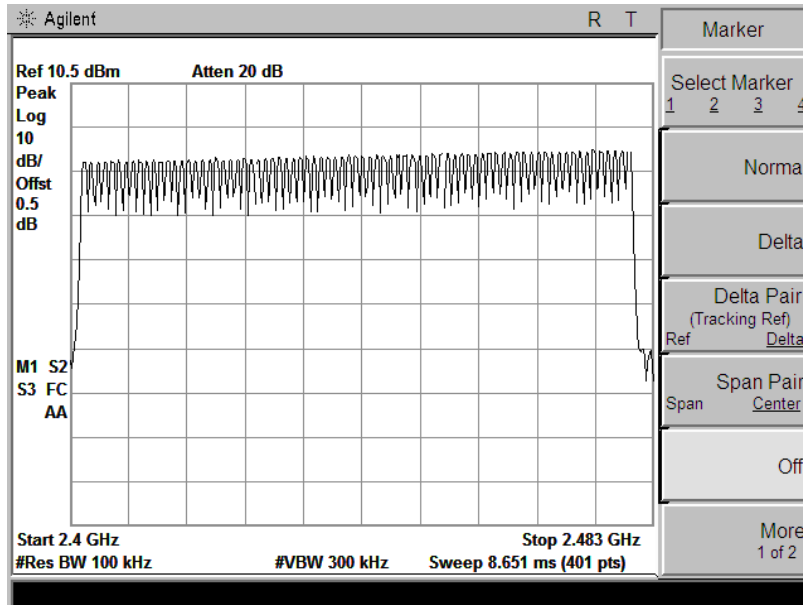 Agilent R T
Ref 10.5 dBm Atten 20 dB
Peak
Log
10
dB/
Offst
0.5
dB
M1 S2
S3 FC
AA
Start 2.4 GHz Stop 2.483 GHz
#Res BW 100 kHz #VBW 300 kHz Sweep 8.651 ms (401 pts)
Marker
Select Marker
1 2 3 4
Norma
Delta
Delta Pair
(Tracking Ref)
Ref Delta
Span Pair
Span Center
Off
More
1 of 2